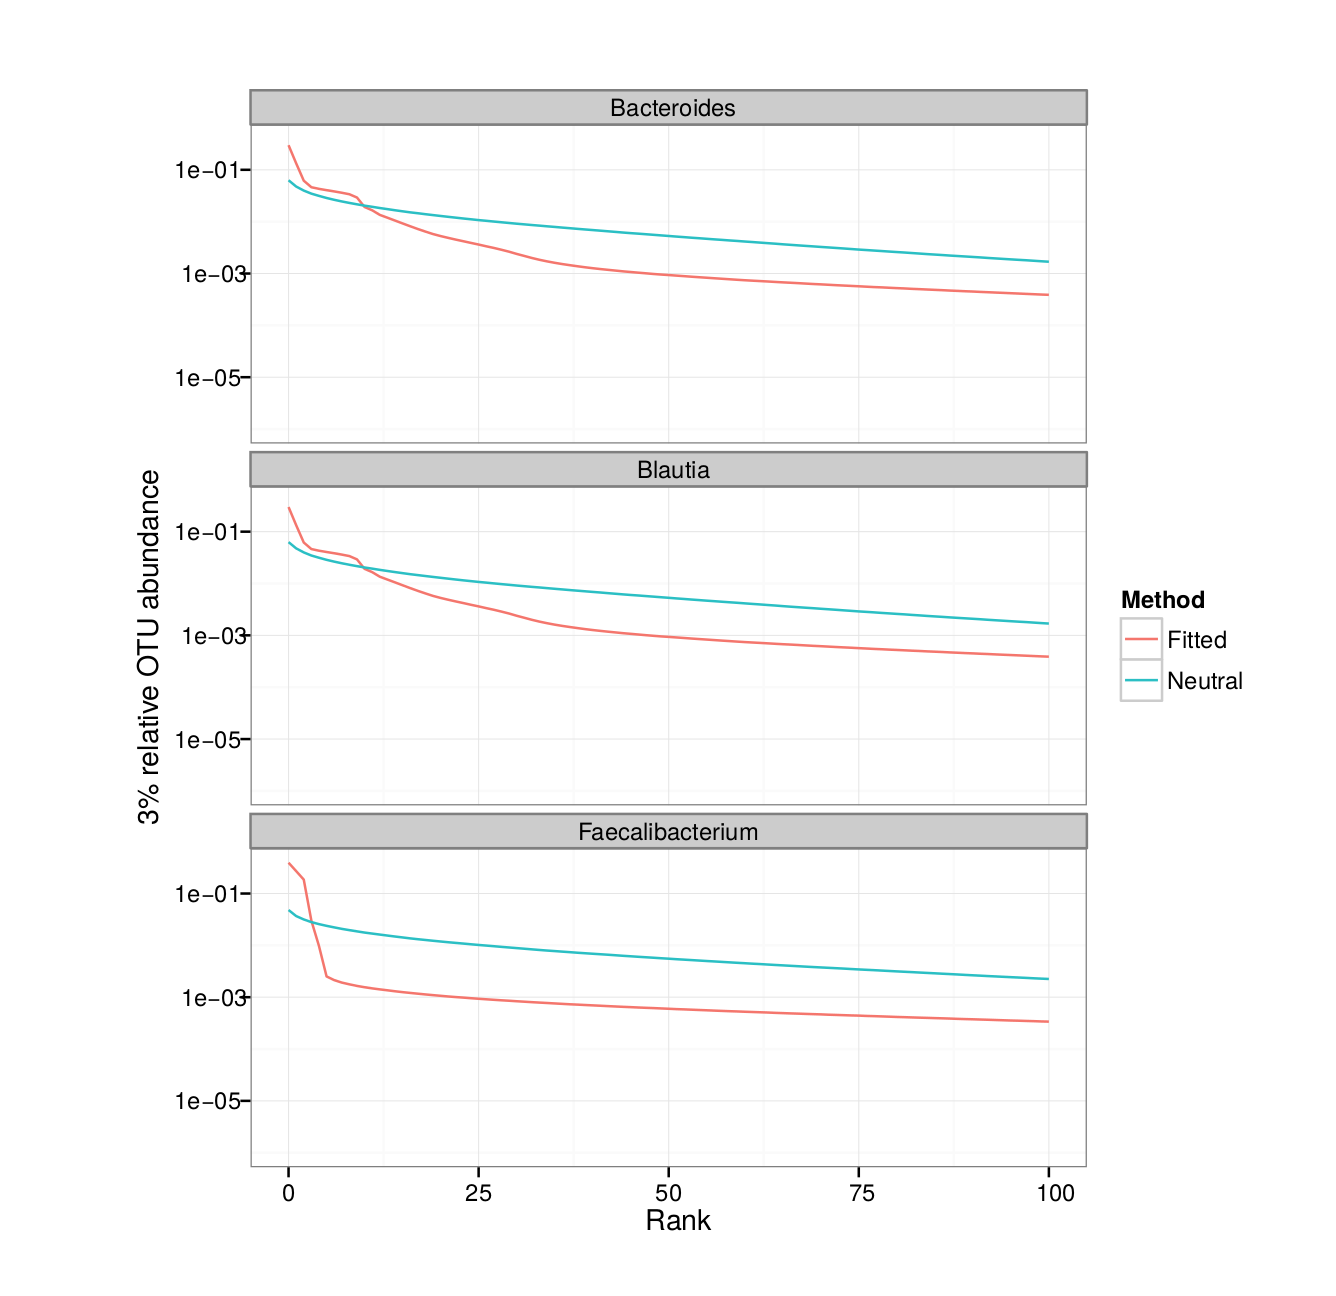 Bacteroides
1e−01
1e−03
1e−05
Blautia
1e−01
1e−03
1e−05
Faecalibacterium
1e−01
1e−03
1e−05
0 25 50 75 100
Rank
3% relative OTU abundance
Method
Fitted
Neutral